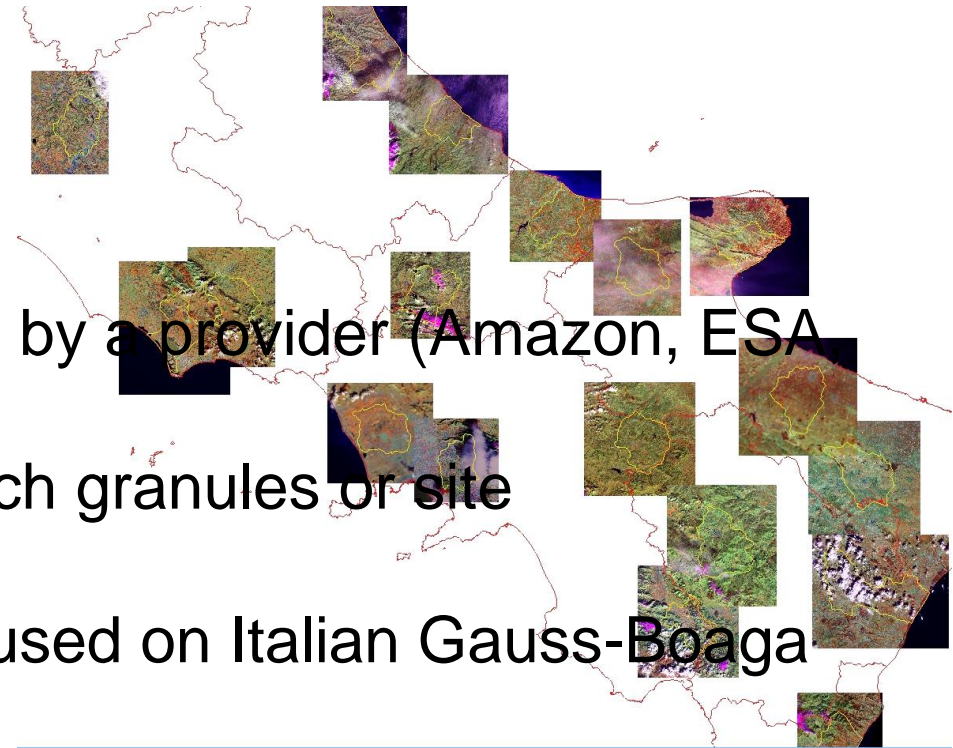 by a provider (Amazon, ESA,
ch granules or site
used on Italian Gauss-Boaga